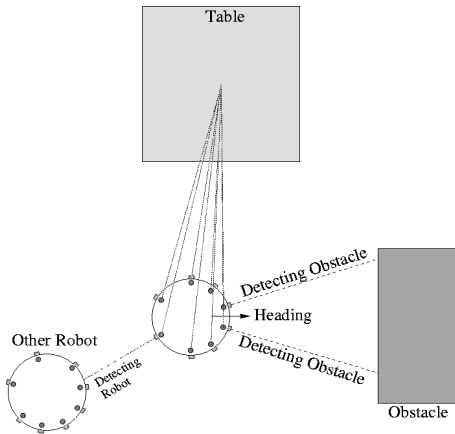 Table
Detecting Obstacle
Heading
Other Robot
Detecting
Robot
Detecting Obstacle
Obstacle